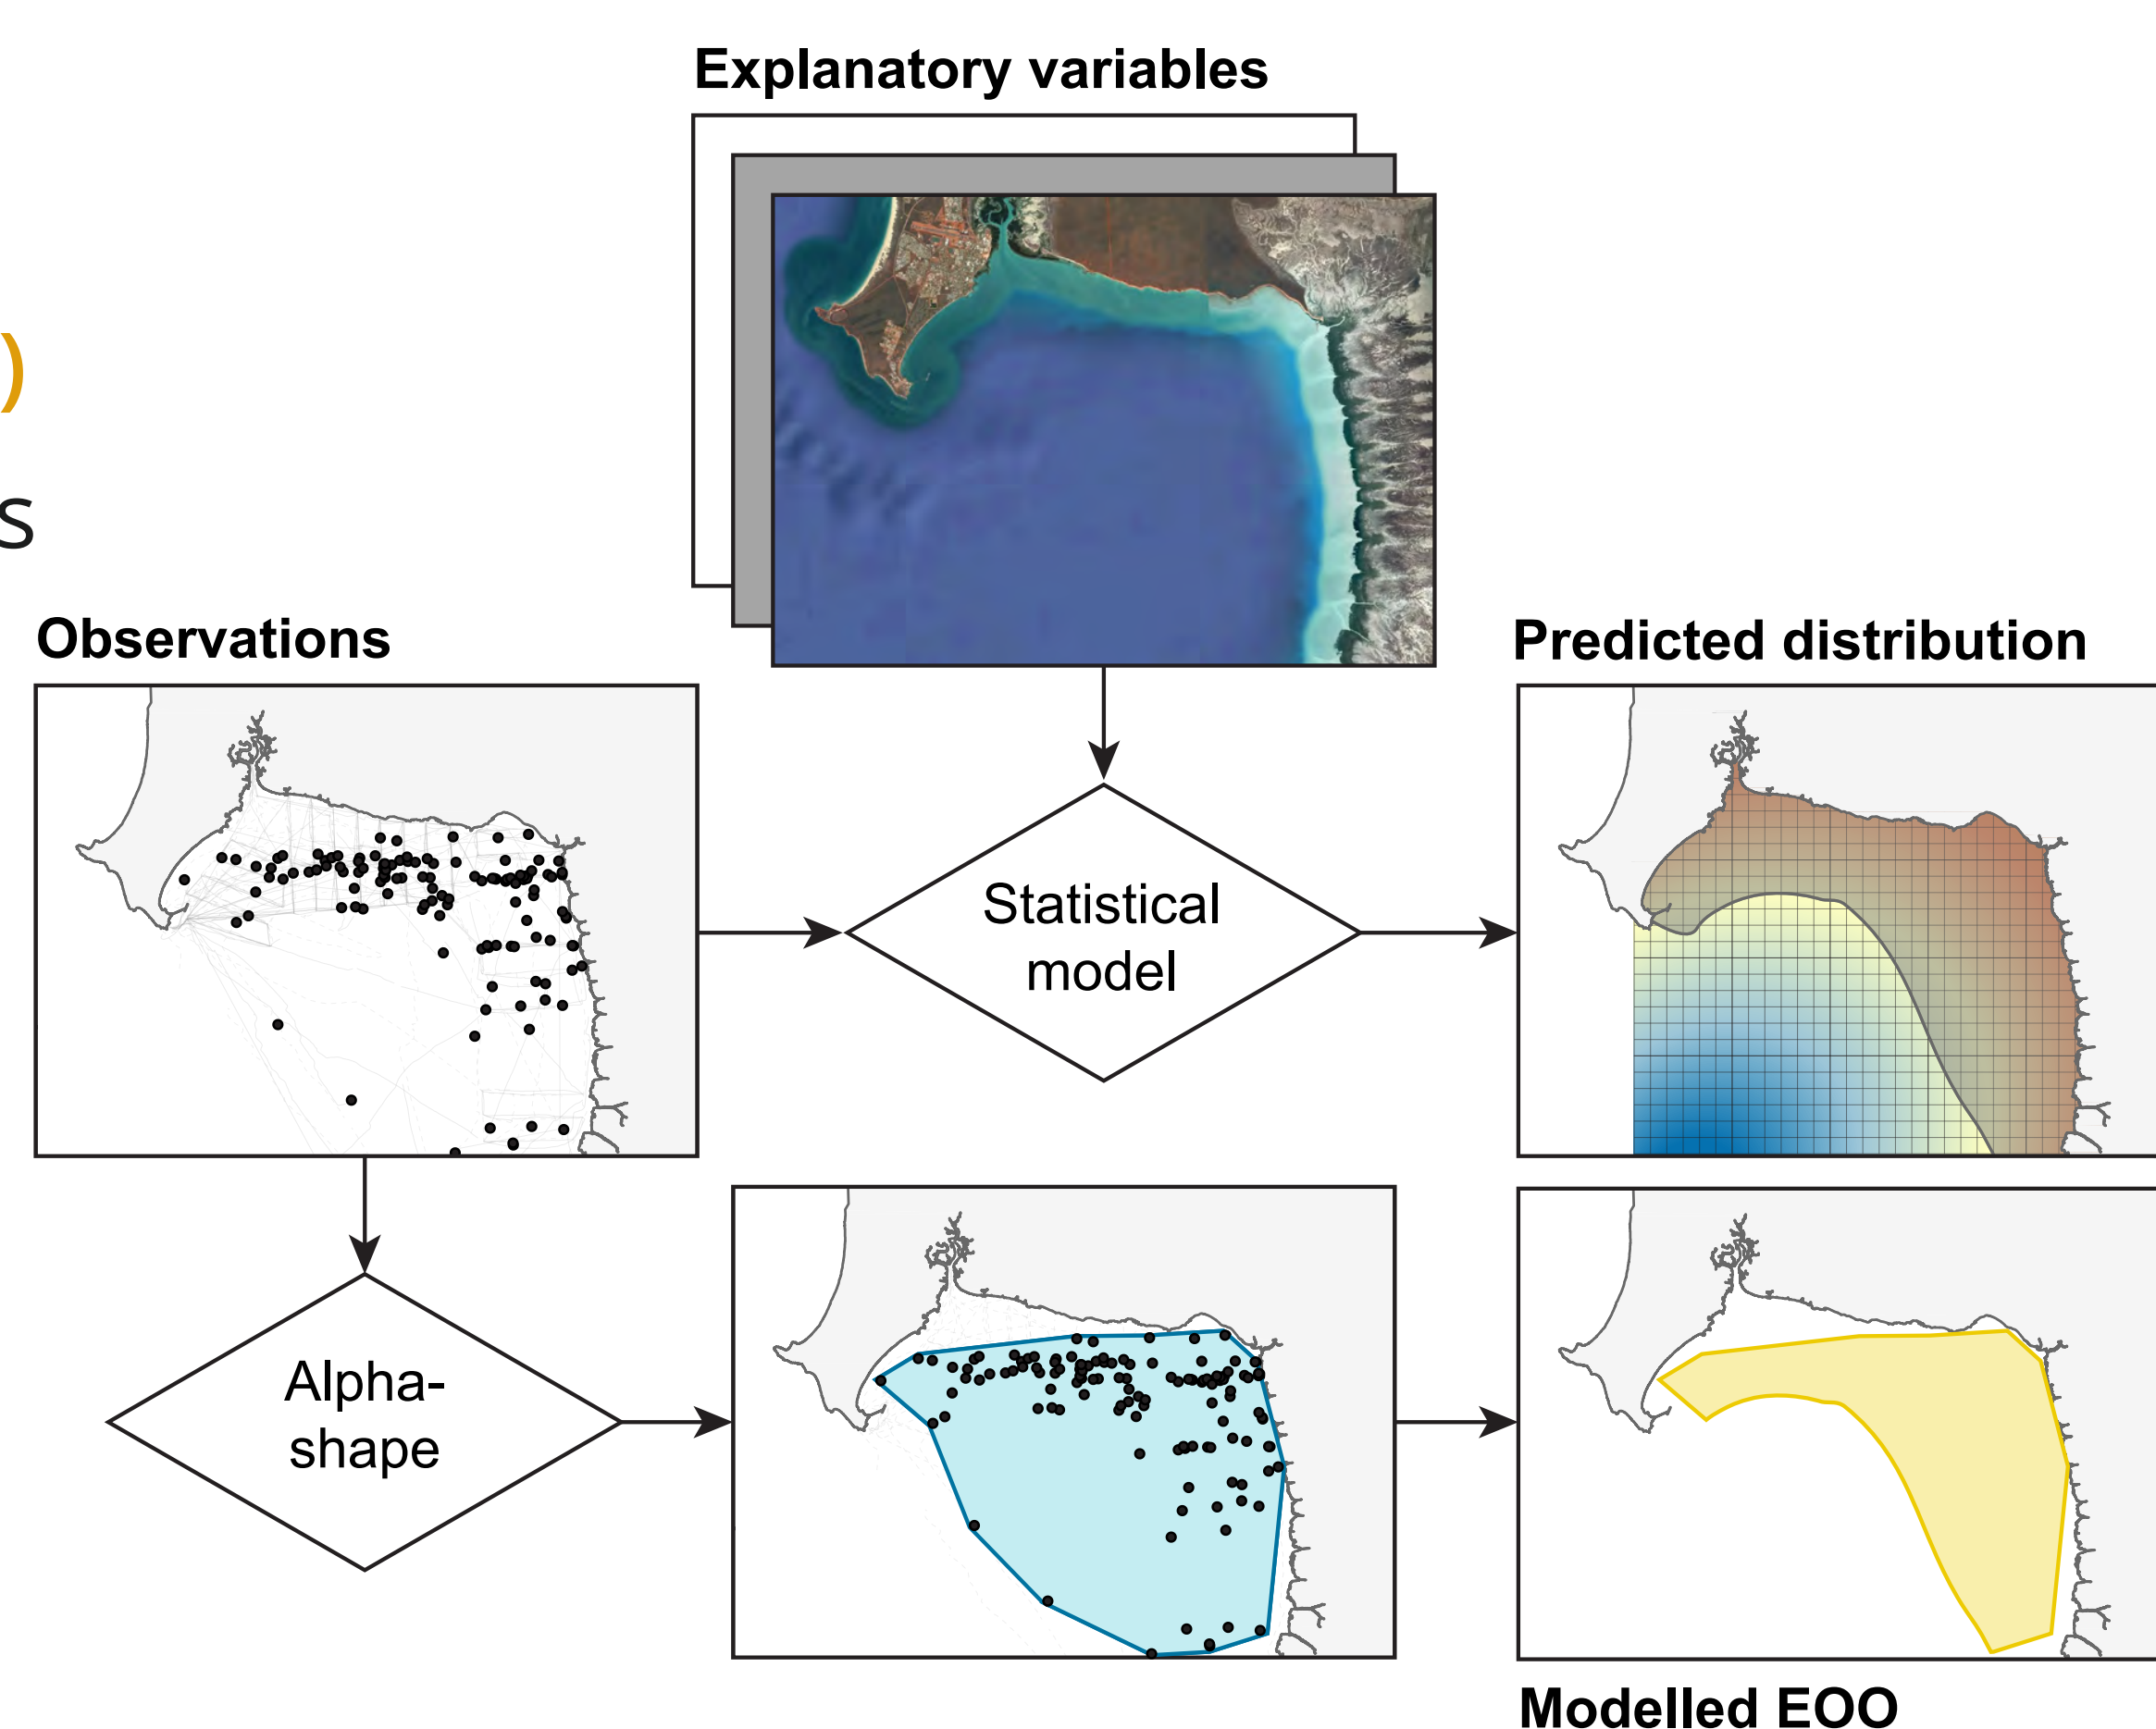 Explanatory variables
)
s
Observations
Predicted distribution
Statistical
model
Alpha-
shape
Modelled EOO